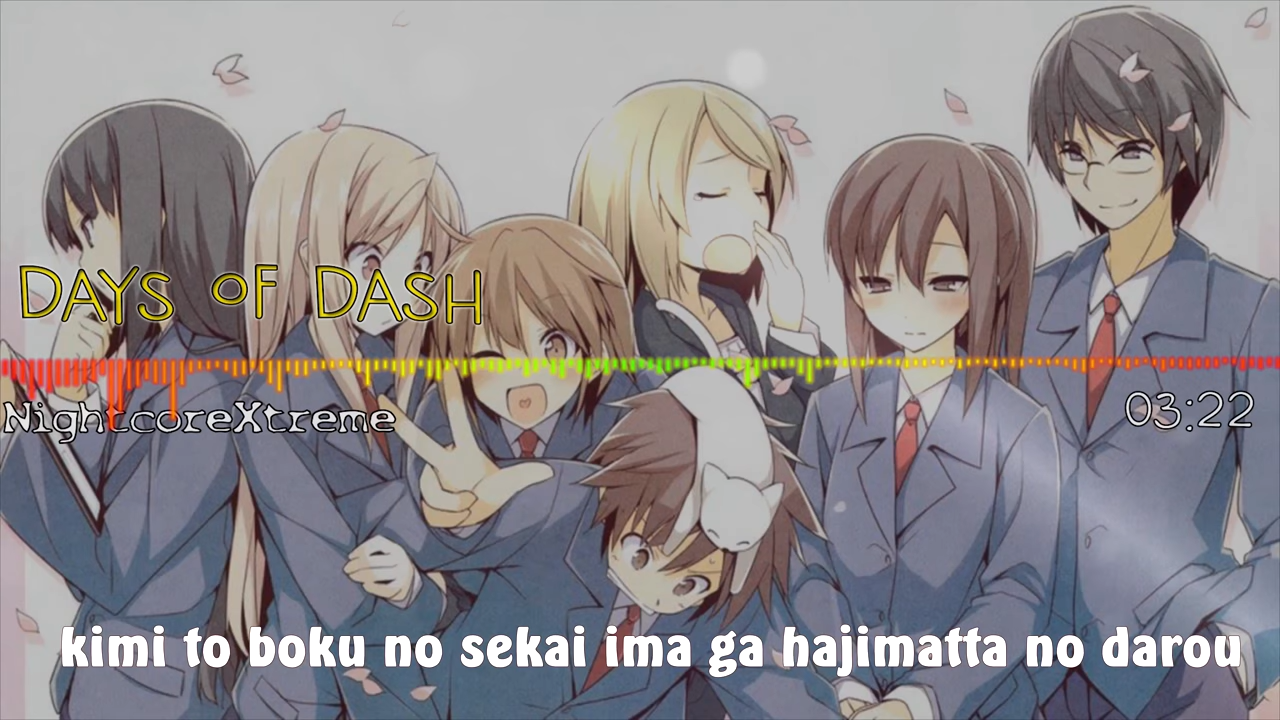 DAYS OF DASH
NightcoreXtreme
03:22
kimi to boku no sekai ima ga hajimatta no darou